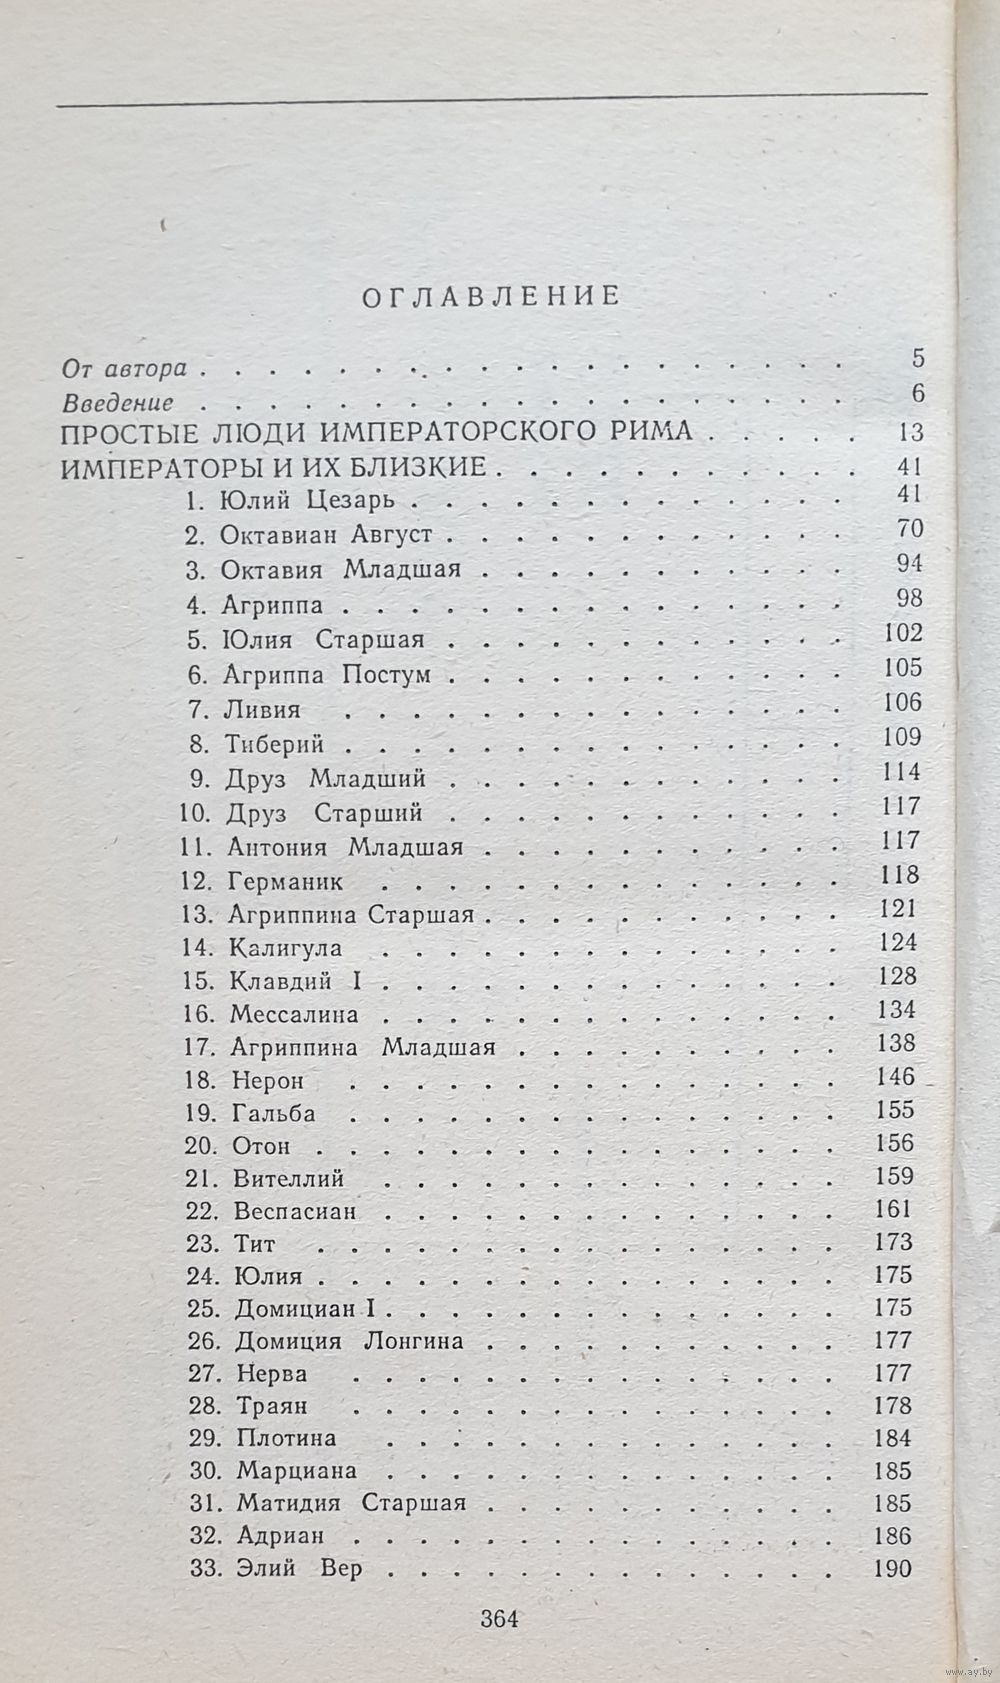 ОГЛАВЛЕНИЕ
От автора . . . . . . . . . . . . . . . . . . . 5
Введение . . . . . . . . . . . . . . . . . . . 6
ПРОСТЫЕ ЛЮДИ ИМПЕРАТОРСКОГО РИМА . . . . . 13
ИМПЕРАТОРЫ И ИХ БЛИЗКИЕ . . . . . . . . . . . 41
1. Юлий Цезарь . . . . . . . . . . . . . 41
2. Октавиан Август . . . . . . . . . . . . 70
3. Октавия Младшая . . . . . . . . . . . 94
4. Агриппа . . . . . . . . . . . . . . . 98
5. Юлия Старшая . . . . . . . . . . . . 102
6. Агриппа Постум . . . . . . . . . . . . 105
7. Ливия . . . . . . . . . . . . . . . 106
8. Тиберий . . . . . . . . . . . . . . . 109
9. Друз Младший . . . . . . . . . . . . 114
10. Друз Старший . . . . . . . . . . . . 117
11. Антония Младшая . . . . . . . . . . . 117
12. Германик . . . . . . . . . . . . . . 118
13. Агриппина Старшая . . . . . . . . . . . 121
14. Калигула . . . . . . . . . . . . . . 124
15. Клавдий I . . . . . . . . . . . . . . 128
16. Мессалина . . . . . . . . . . . . . . 134
17. Агриппина Младшая . . . . . . . . . . 138
18. Нерон . . . . . . . . . . . . . . . 146
19. Гальба . . . . . . . . . . . . . . . 155
20. Отон . . . . . . . . . . . . . . . . 156
21. Вителлий . . . . . . . . . . . . . . 159
22. Веспасиан . . . . . . . . . . . . . . 161
23. Тит . . . . . . . . . . . . . . . . 173
24. Юлия . . . . . . . . . . . . . . . . 175
25. Домициан I . . . . . . . . . . . . . . 175
26. Домиция Лонгина . . . . . . . . . . . 177
27. Нерва . . . . . . . . . . . . . . . 177
28. Траян . . . . . . . . . . . . . . . 178
29. Плотина . . . . . . . . . . . . . . 184
30. Марциана . . . . . . . . . . . . . . 185
31. Матидия Старшая . . . . . . . . . . . 185
32. Адриан . . . . . . . . . . . . . . . 186
33. Элий Вер . . . . . . . . . . . . . . 190
364
www.ay.by